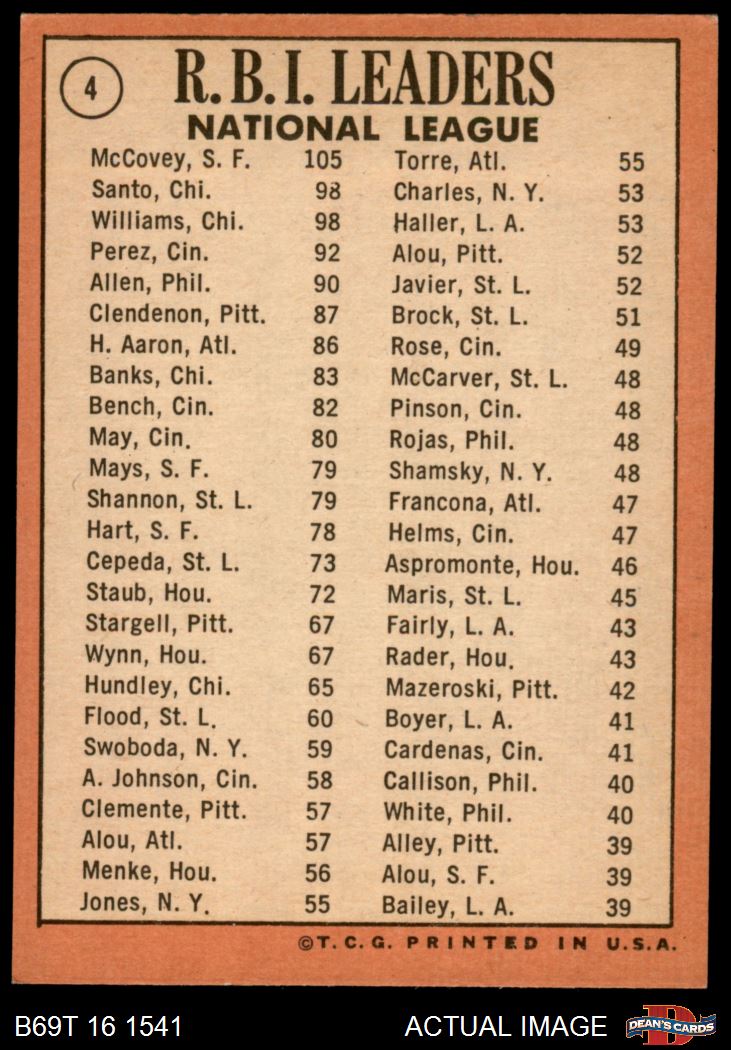 4
R.B.I. LEADERS
NATIONAL LEAGUE
McCovey, S. F. 105
Santo, Chi. 98
Williams, Chi. 98
Perez, Cin. 92
Allen, Phil. 90
Clendenon, Pitt. 87
H. Aaron, Atl. 86
Banks, Chi. 83
Bench, Cin. 82
May, Cin. 80
Mays, S. F. 79
Shannon, St. L. 79
Hart, S. F. 78
Cepeda, St. L. 73
Staub, Hou. 72
Stargell, Pitt. 67
Wynn, Hou. 67
Hundley, Chi. 65
Flood, St. L. 60
Swoboda, N. Y. 59
A. Johnson, Cin. 58
Clemente, Pitt. 57
Alou, Atl. 57
Menke, Hou. 56
Jones, N. Y. 55
Torre, Atl. 55
Charles, N. Y. 53
Haller, L. A. 53
Alou, Pitt. 52
Javier, St. L. 52
Brock, St. L. 51
Rose, Cin. 49
McCarver, St. L. 48
Pinson, Cin. 48
Rojas, Phil. 48
Shamsky, N. Y. 48
Francona, Atl. 47
Helms, Cin. 47
Aspromonte, Hou. 46
Maris, St. L. 45
Fairly, L. A. 43
Rader, Hou. 43
Mazeroski, Pitt. 42
Boyer, L. A. 41
Cardenas, Cin. 41
Callison, Phil. 40
White, Phil. 40
Alley, Pitt. 39
Alou, S. F. 39
Bailey, L. A. 39
©T.C.G. PRINTED IN U.S.A.
B69T 16 1541 ACTUAL IMAGE
D
DEAN'S CARDS